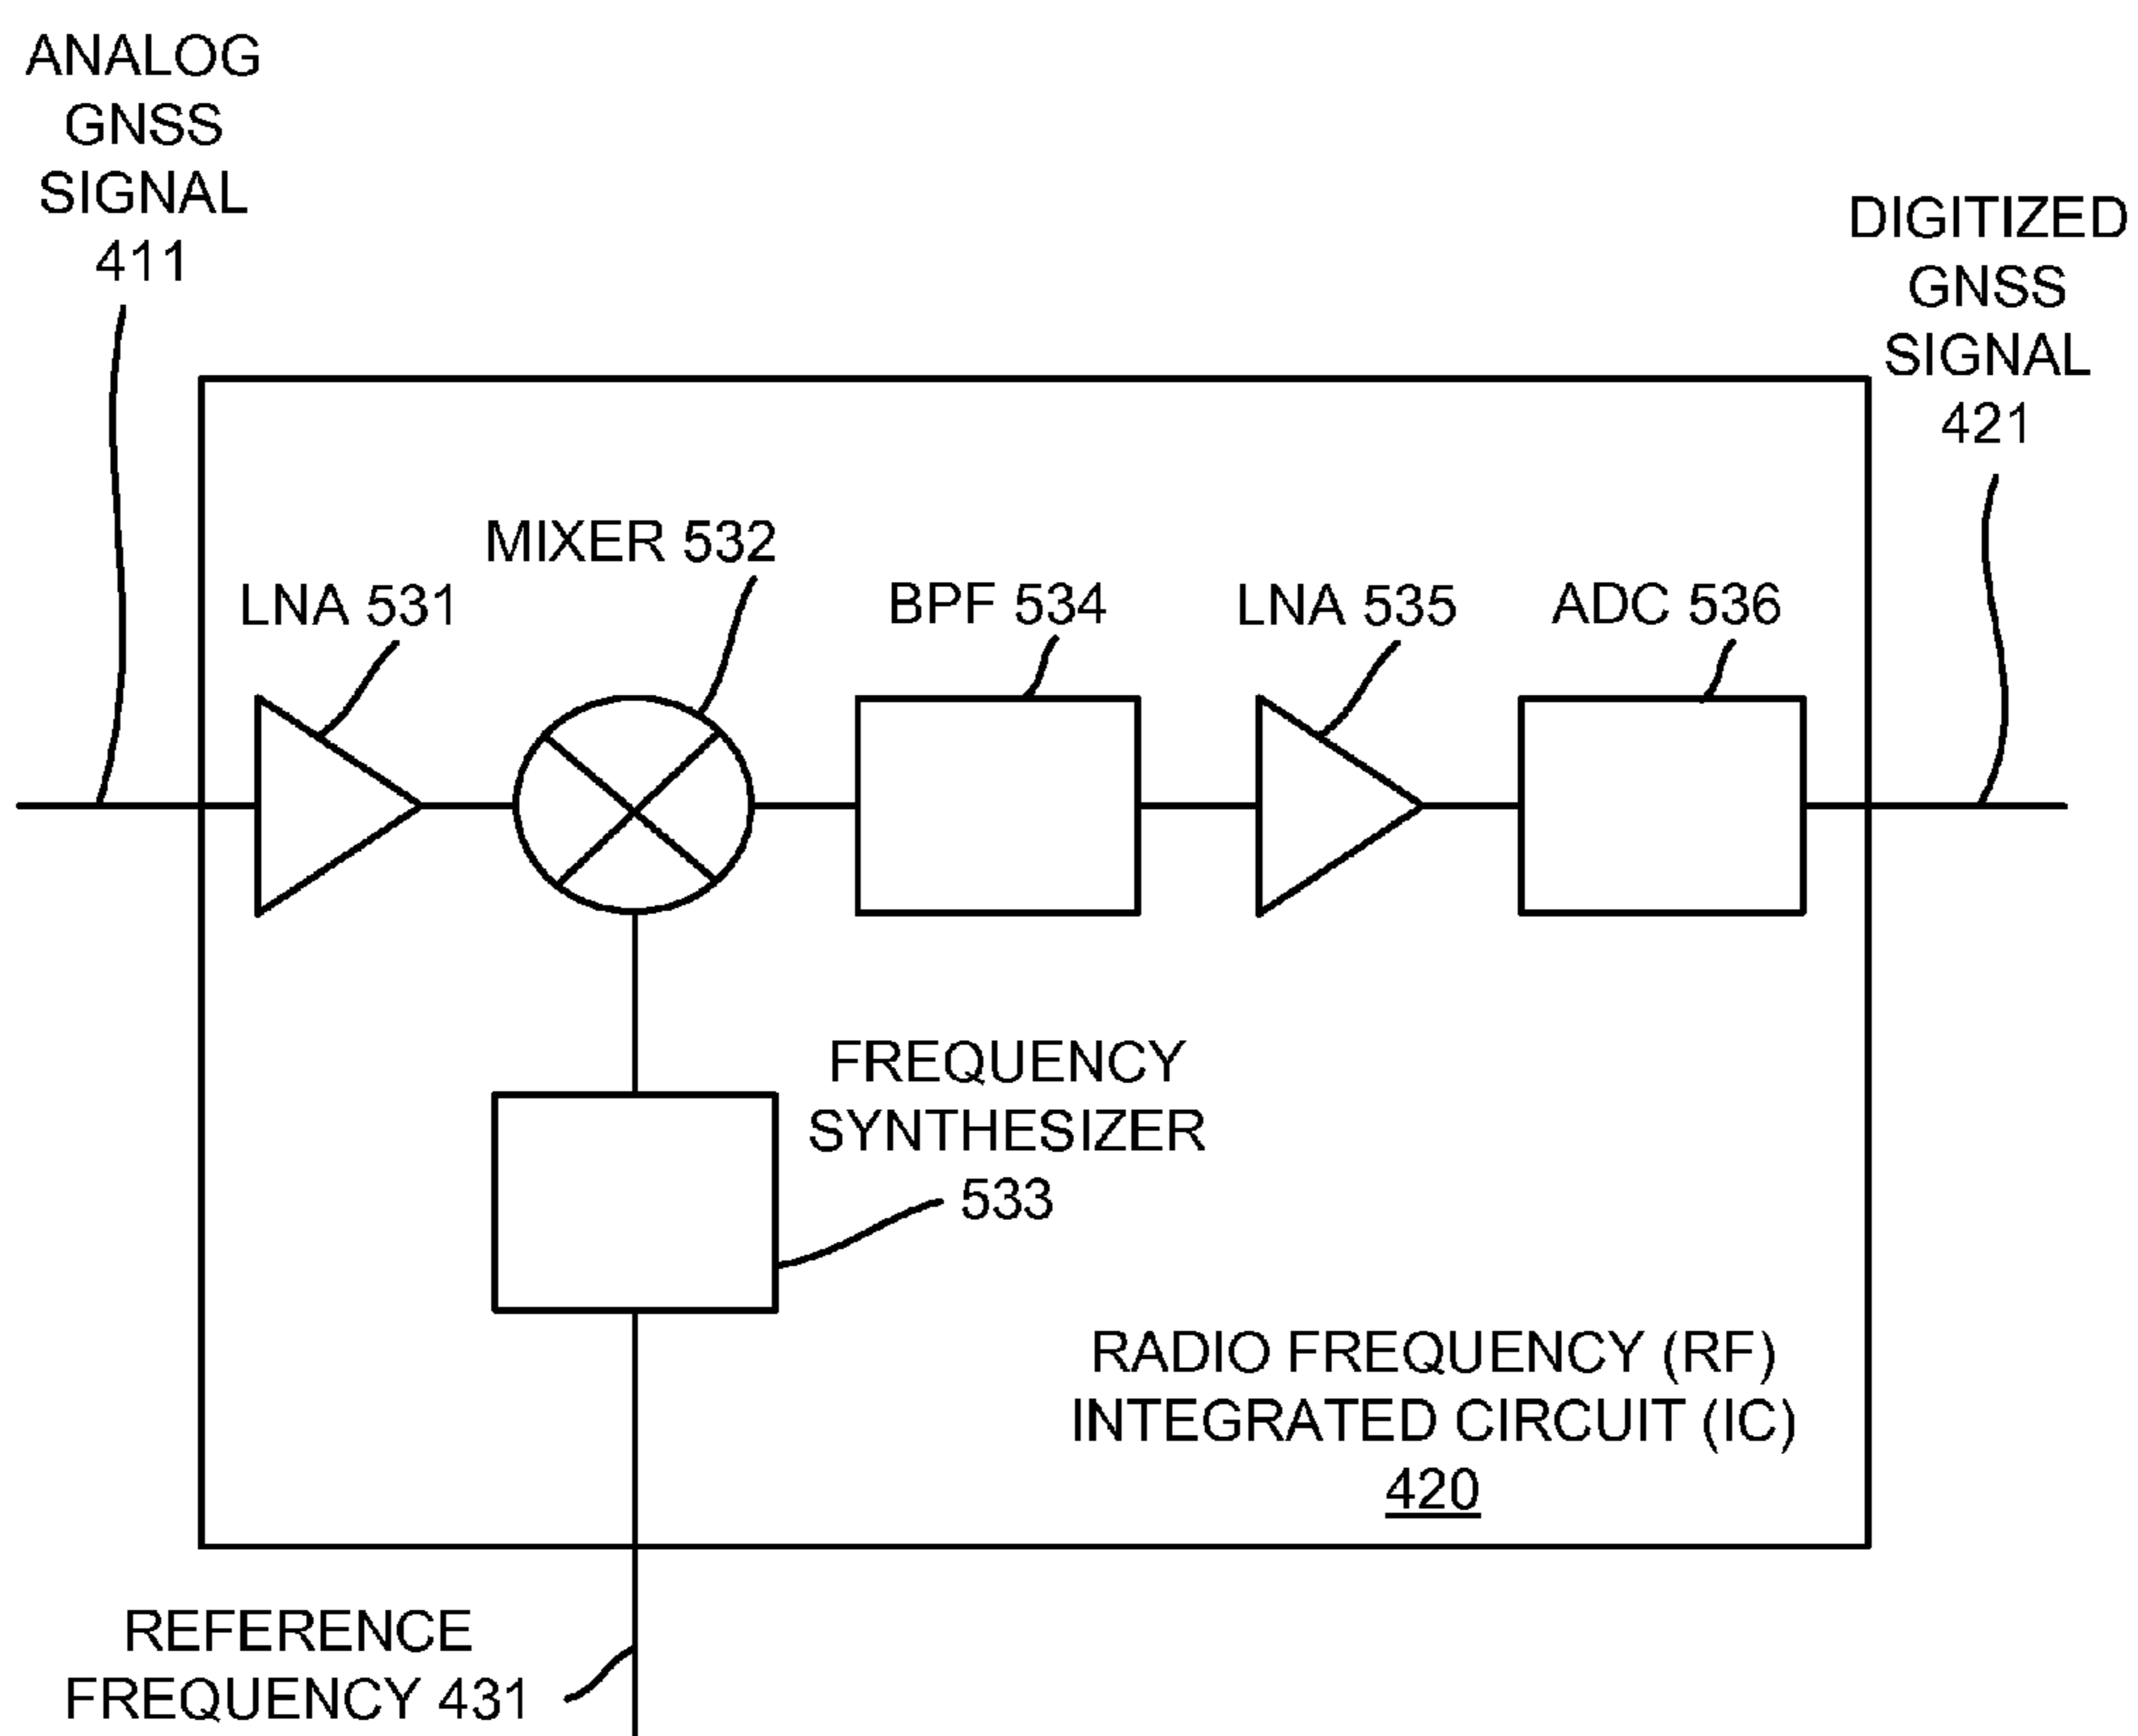 ANALOG
GNSS
SIGNAL
411
DIGITIZED
GNSS
SIGNAL
421
MIXER 532
LNA 531
BPF 534
LNA 535
ADC 536
FREQUENCY
SYNTHESIZER
533
RADIO FREQUENCY (RF)
INTEGRATED CIRCUIT (IC)
420
REFERENCE
FREQUENCY 431